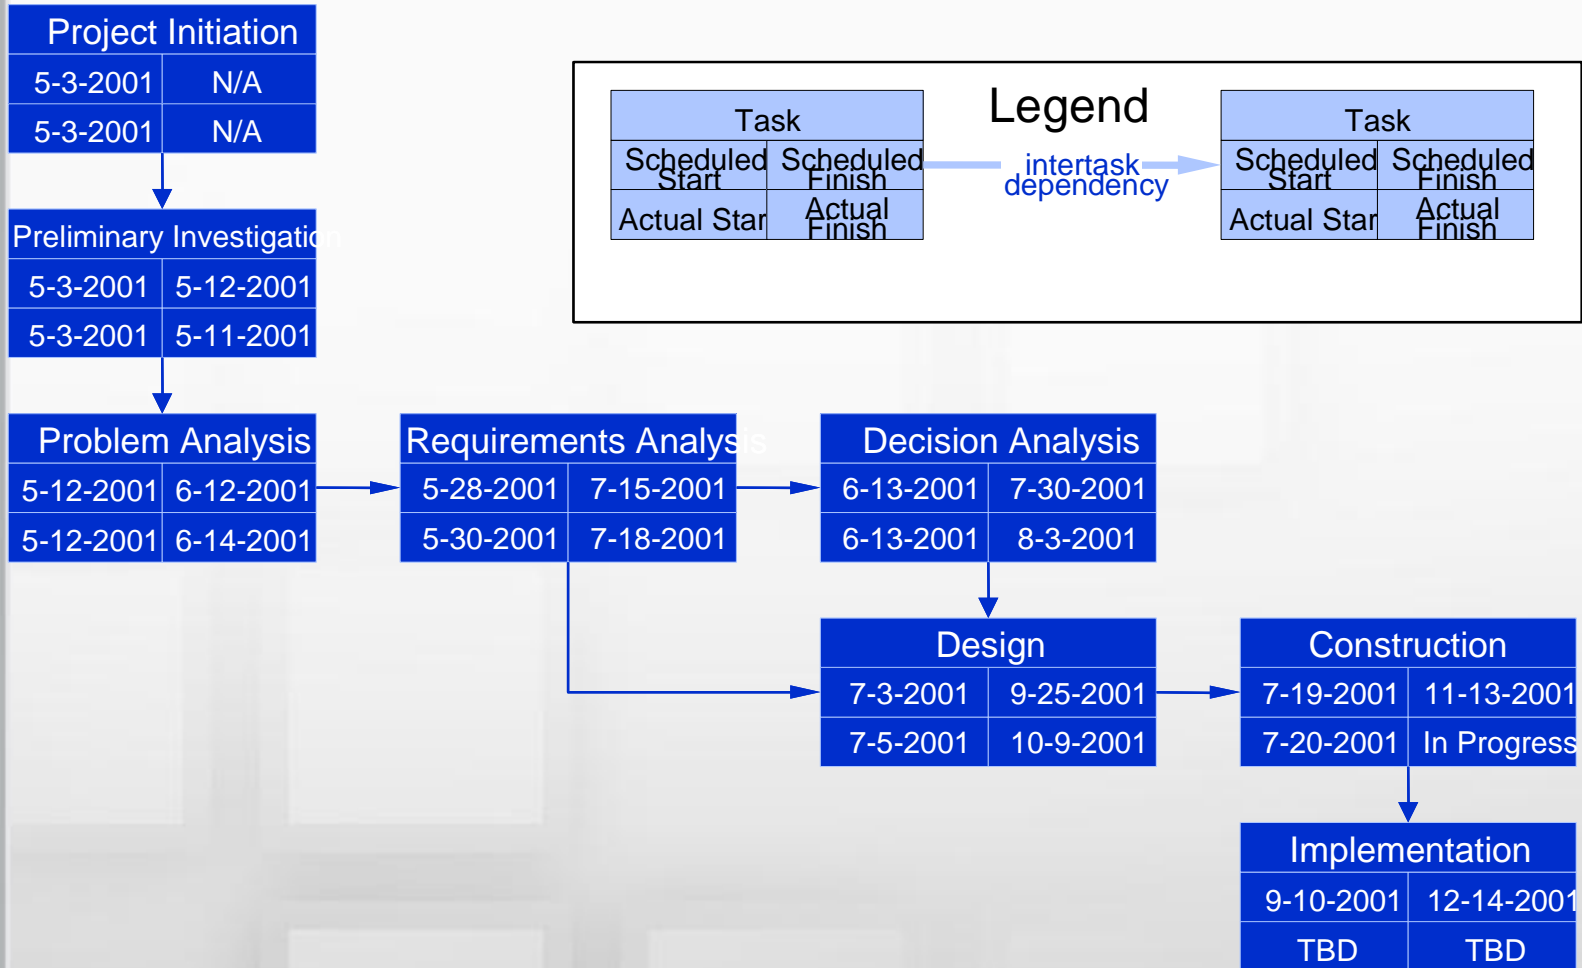 Project Initiation
5-3-2001 N/A
5-3-2001 N/A
Legend
Task
Scheduled Start Scheduled Finish
Actual Star Actual Finish
intertask
dependency
Task
Scheduled Start Scheduled Finish
Actual Star Actual Finish
Preliminary Investigation
5-3-2001 5-12-2001
5-3-2001 5-11-2001
Problem Analysis
5-12-2001 6-12-2001
5-12-2001 6-14-2001
Requirements Analysis
5-28-2001 7-15-2001
5-30-2001 7-18-2001
Decision Analysis
6-13-2001 7-30-2001
6-13-2001 8-3-2001
Design
7-3-2001 9-25-2001
7-5-2001 10-9-2001
Construction
7-19-2001 11-13-2001
7-20-2001 In Progress
Implementation
9-10-2001 12-14-2001
TBD TBD